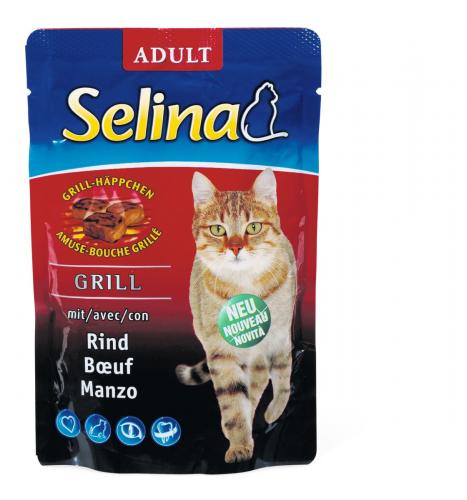 ADULT
Selina
GRILL-HÄPPCHEN
AMUSE-BOUCHE GRILLÉ
GRILL
mit/avec/con
Rind
Bœuf
Manzo
NEU
NOUVEAU
NOVITÀ